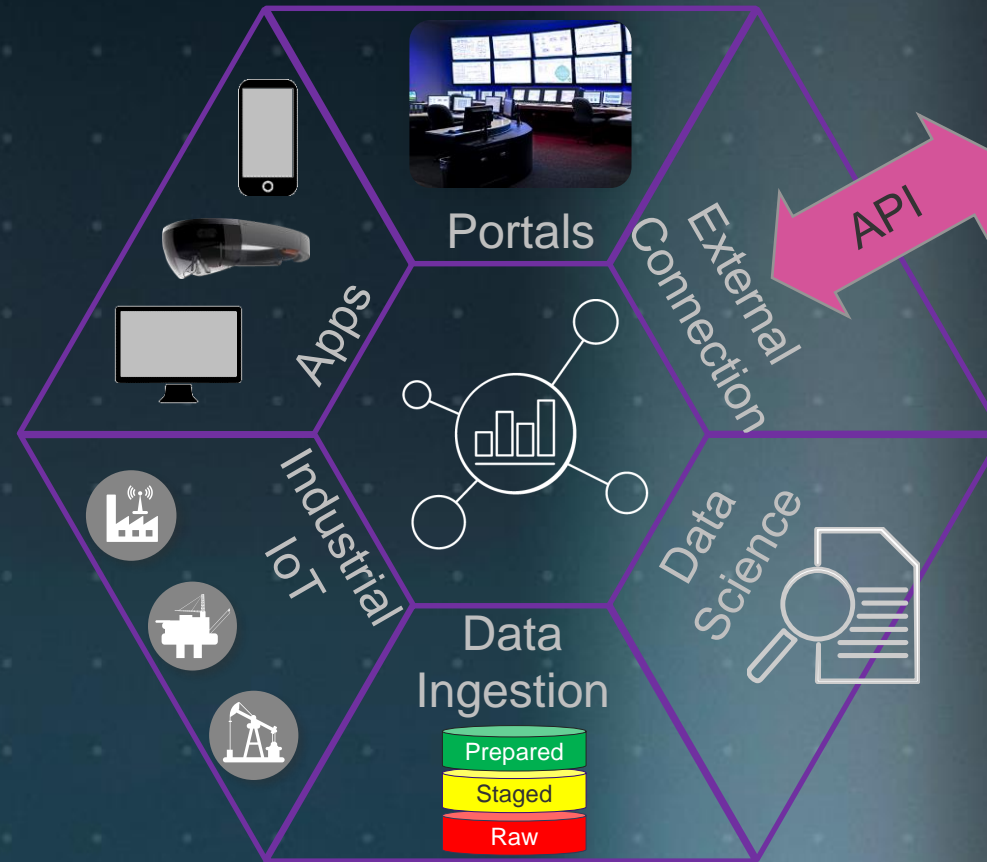 Portals
API
External
Connection
Apps
Industrial
IoT
Data
Science
Data
Ingestion
Prepared
Staged
Raw